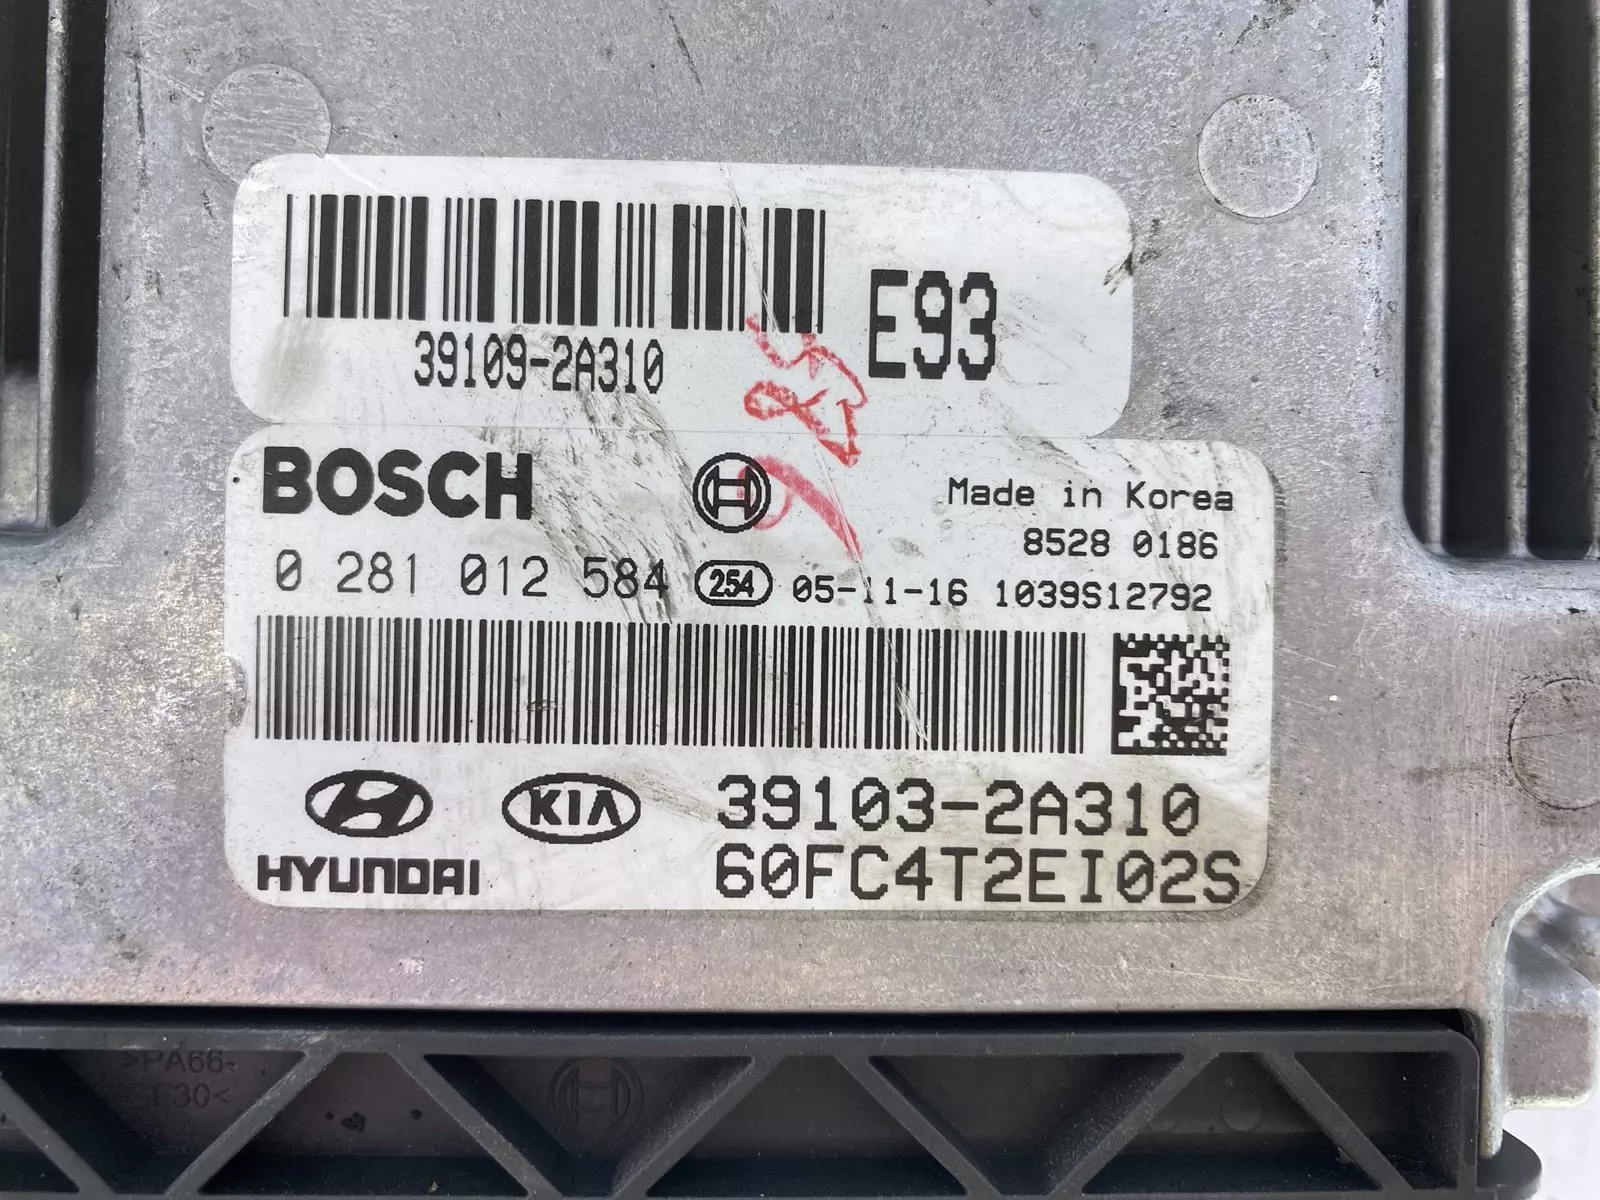 39109-2A310
E93
BOSCH
Made in Korea
8528 0186
0 281 012 584 254 05-11-16 1039S12792
KIA
HYUNDAI
39103-2A310
60FC4T2EI02S
>PA66-